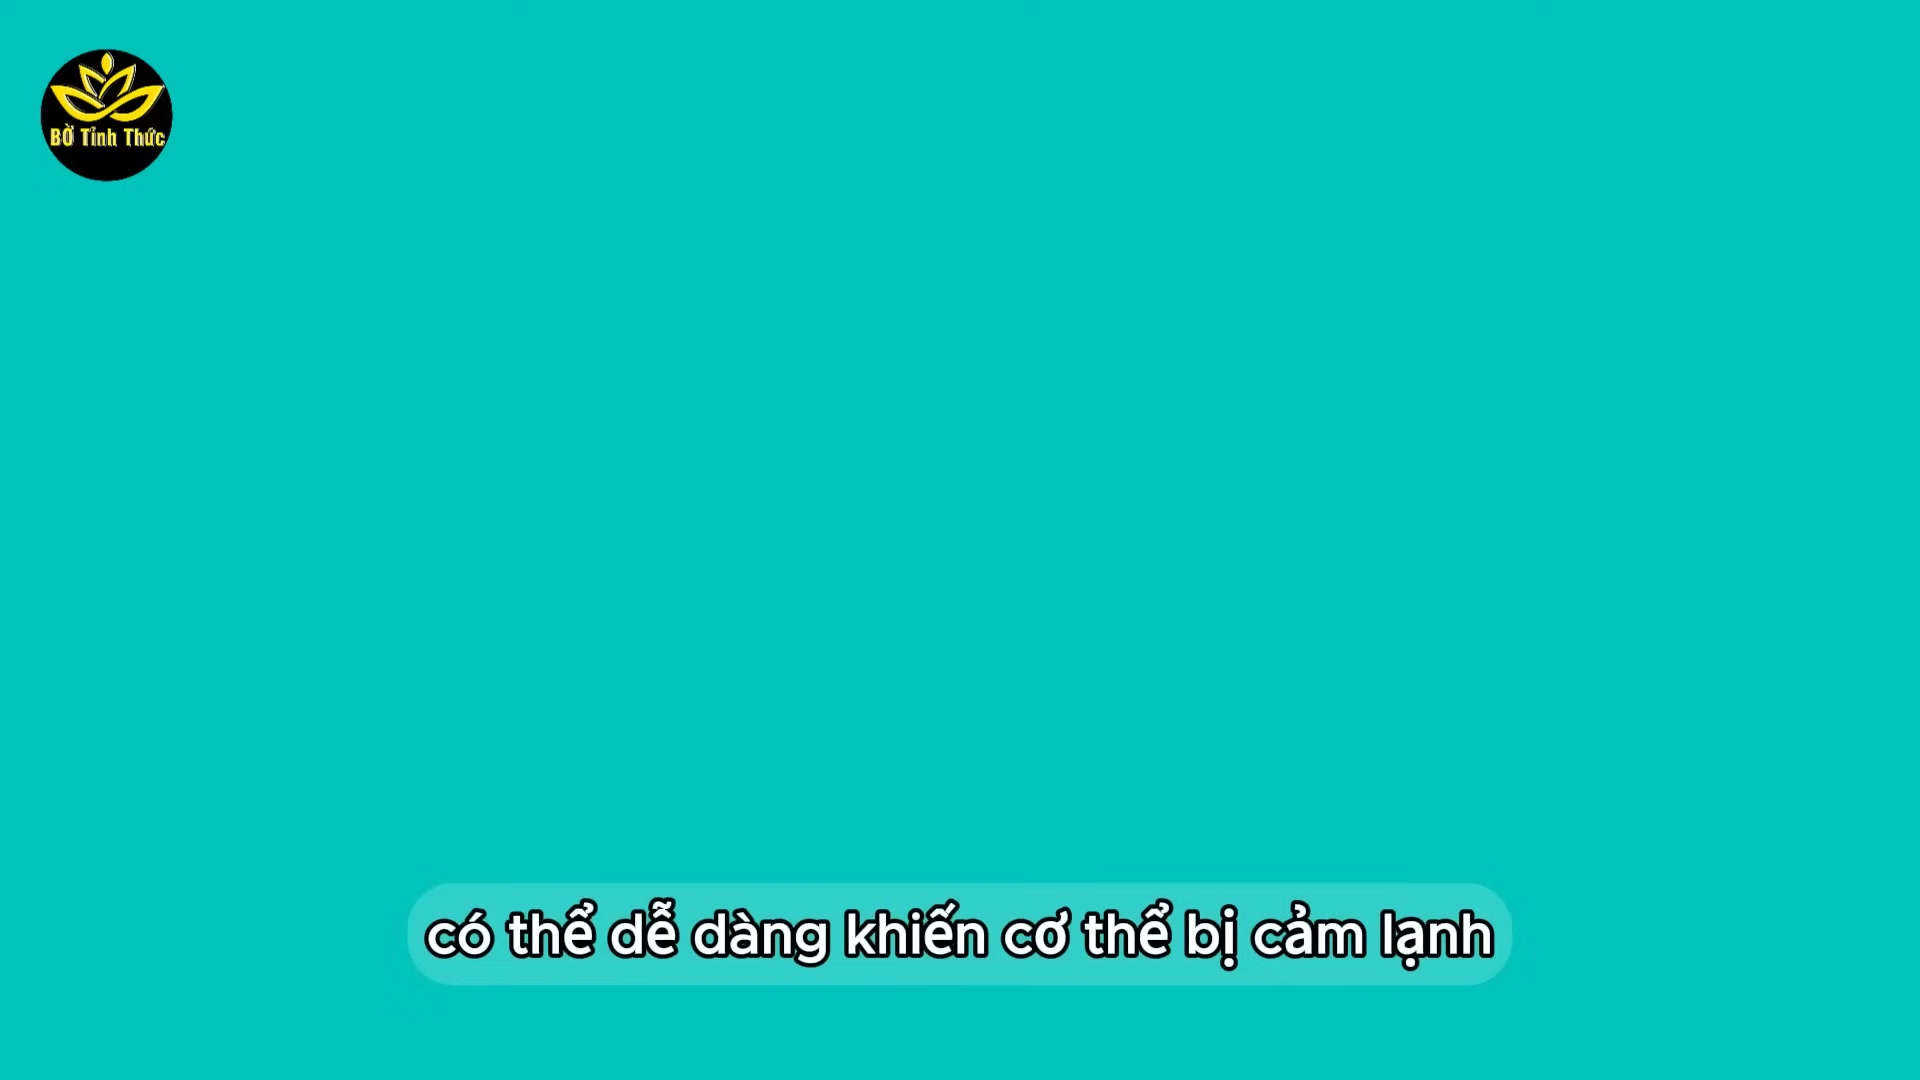 BỜ Tỉnh Thức
có thể dễ dàng khiến cơ thể bị cảm lạnh